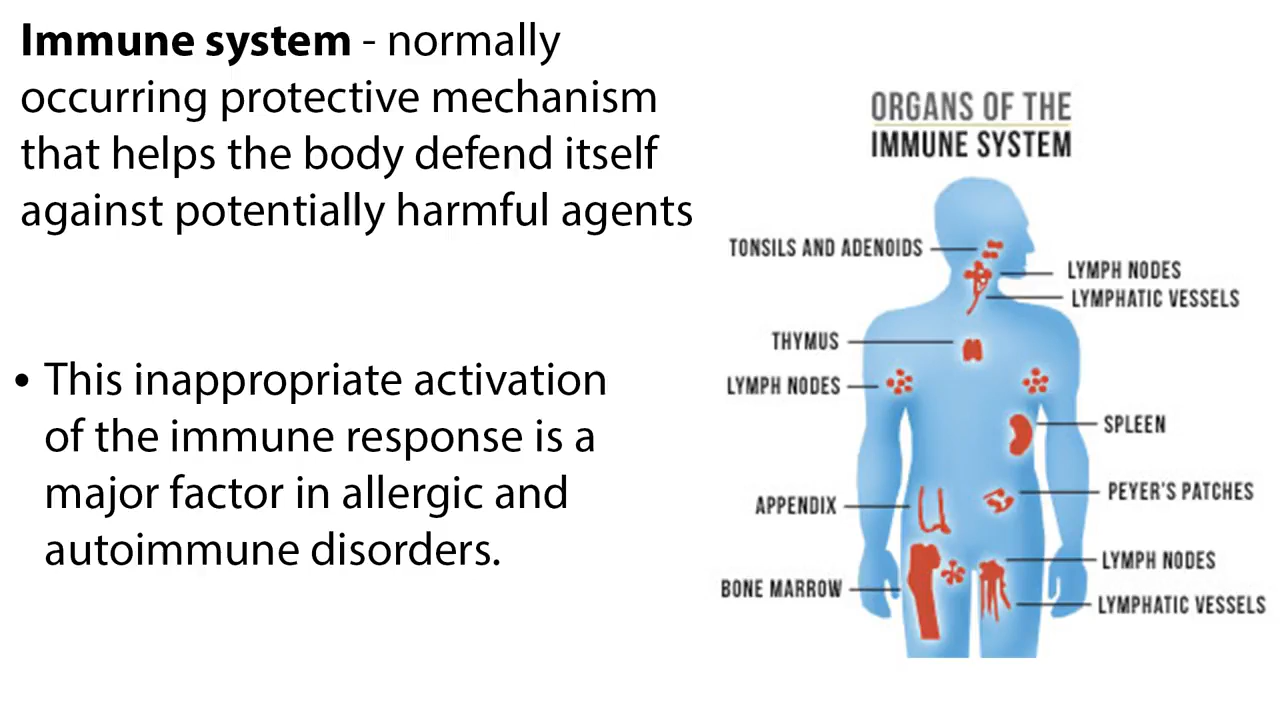 Immune system - normally
occurring protective mechanism
that helps the body defend itself
against potentially harmful agents
• This inappropriate activation
of the immune response is a
major factor in allergic and
autoimmune disorders.
ORGANS OF THE
IMMUNE SYSTEM
TONSILS AND ADENOIDS
LYMPH NODES
LYMPHATIC VESSELS
THYMUS
LYMPH NODES
SPLEEN
PEYER'S PATCHES
APPENDIX
LYMPH NODES
BONE MARROW
LYMPHATIC VESSELS